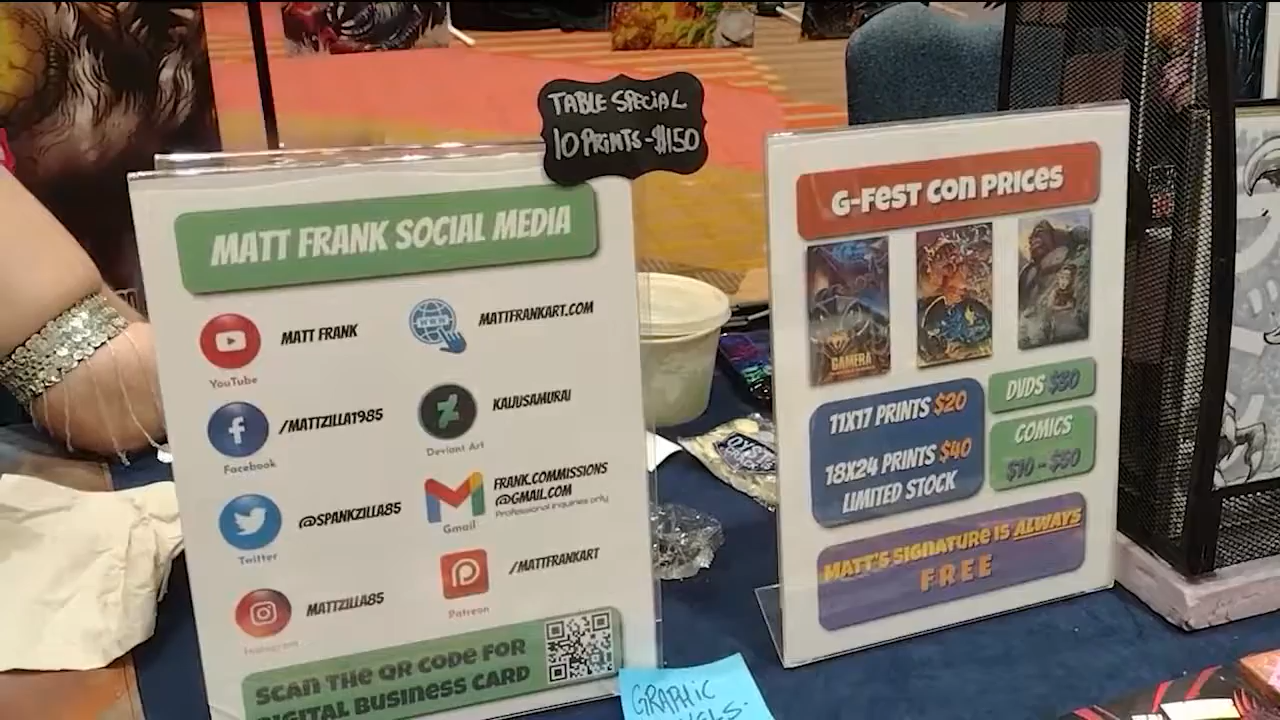 TABLE SPECIAL
10 PRINTS-$150
MATT FRANK SOCIAL MEDIA
MATT FRANK
YouTube
MATTFRANKART.COM
/MATTZILLA1985
Facebook
KAIJUSAMURAI
Deviant Art
@SPANKZILLA85
Twitter
FRANK.COMMISSIONS
@GMAIL.COM
Professional inquiries only
Gmail
MATTZILLA85
Instagram
/MATTFRANKART
Patreon
SCAN THE QR CODE FOR
DIGITAL BUSINESS CARD
GRAPHIC
G-FEST CON PRICES
GAMERA
11X17 PRINTS $20
18X24 PRINTS $40
LIMITED STOCK
DVDS $30
COMICS
MATT'S SIGNATURE IS ALWAYS
FREE